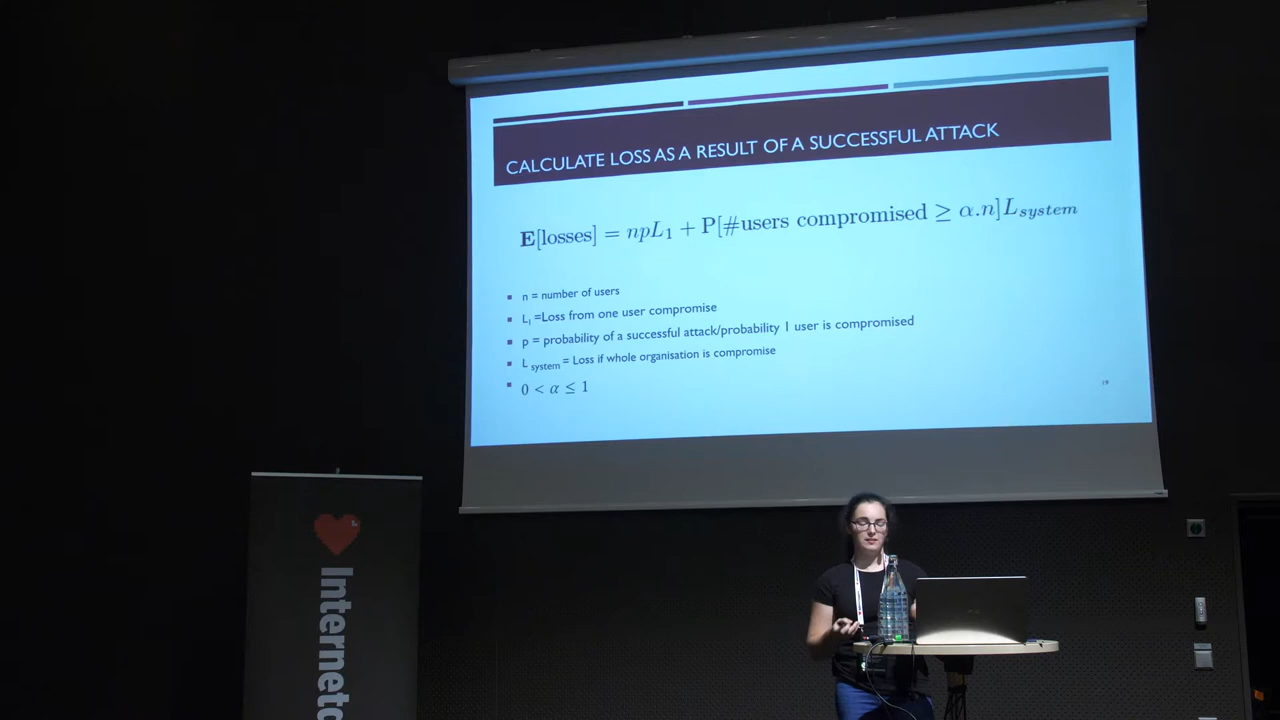 CALCULATE LOSS AS A RESULT OF A SUCCESSFUL ATTACK
E[losses] = npL₁ + P[#users compromised ≥ α.n]L_system
n = number of users
L₁ =Loss from one user compromise
p = probability of a successful attack/probability 1 user is compromised
L system = Loss if whole organisation is compromise
0 < α ≤ 1
19